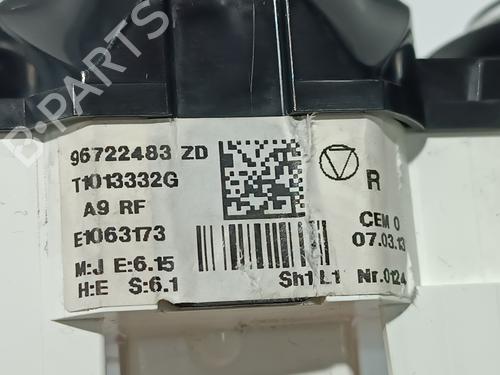 B-PARTS
96722483 ZD
T1013332G
A9 RF
E1063173
M:J E:6.15
H:E S:6.1
R
CEM 0
07.03.13
Sh1 L1 Nr.0124